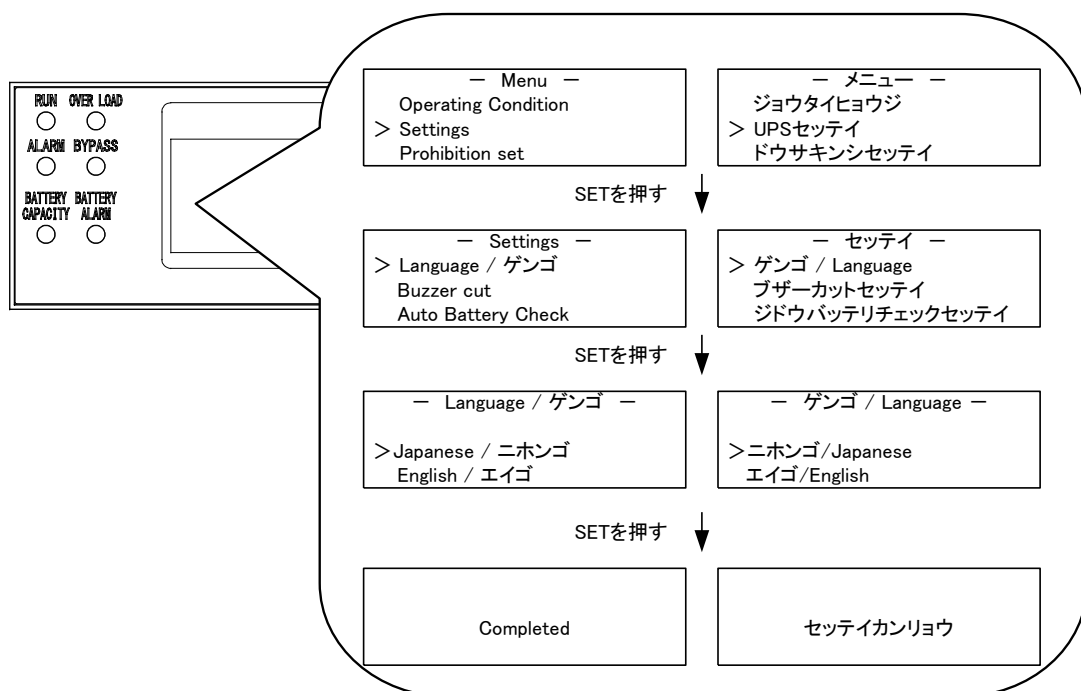 RUN OVER LOAD
ALARM BYPASS
BATTERY CAPACITY BATTERY ALARM
— Menu —
Operating Condition
> Settings
Prohibition set
— メニュー —
ジョウタイヒョウジ
> UPSセッテイ
ドウサキンシセッテイ
SETを押す
— Settings —
> Language / ゲンゴ
Buzzer cut
Auto Battery Check
— セッテイ —
> ゲンゴ / Language
ブザーカットセッテイ
ジドウバッテリチェックセッテイ
SETを押す
— Language / ゲンゴ —
>Japanese / ニホンゴ
English / エイゴ
— ゲンゴ / Language —
>ニホンゴ/Japanese
エイゴ/English
SETを押す
Completed
セッテイカンリョウ